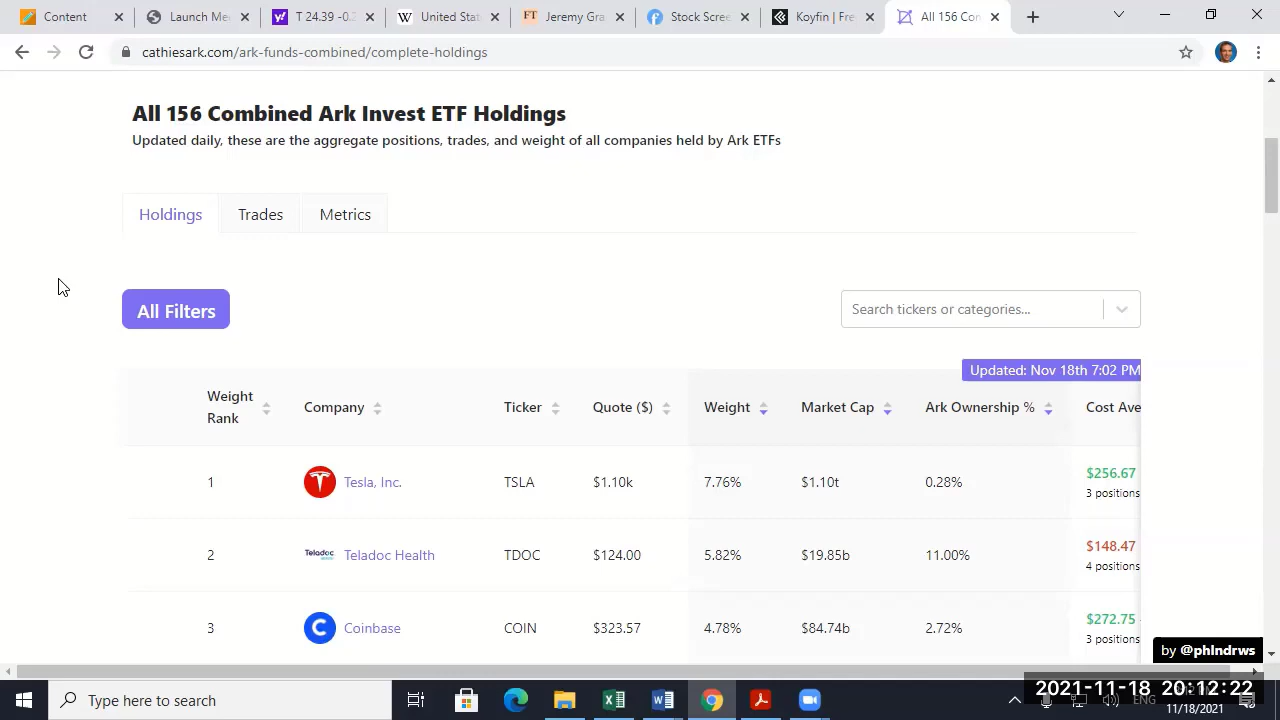 Content
Launch Me
T 24.39 -0.2
United Stat
Jeremy Gra
Stock Scree
Koyfin | Fre
All 156 Con
cathiesark.com/ark-funds-combined/complete-holdings
All 156 Combined Ark Invest ETF Holdings
Updated daily, these are the aggregate positions, trades, and weight of all companies held by Ark ETFs
Holdings Trades Metrics
All Filters
Search tickers or categories...
Updated: Nov 18th 7:02 PM
Weight Rank Company Ticker Quote ($) Weight Market Cap Ark Ownership % Cost Ave
1 Tesla, Inc. TSLA $1.10k 7.76% $1.10t 0.28% $256.67
3 positions
Teladoc
2 Teladoc Health TDOC $124.00 5.82% $19.85b 11.00% $148.47
4 positions
3 Coinbase COIN $323.57 4.78% $84.74b 2.72% $272.75
3 positions
by @phlndrws
Type here to search
2021-11-18 20:12:22
ENG
11/18/2021